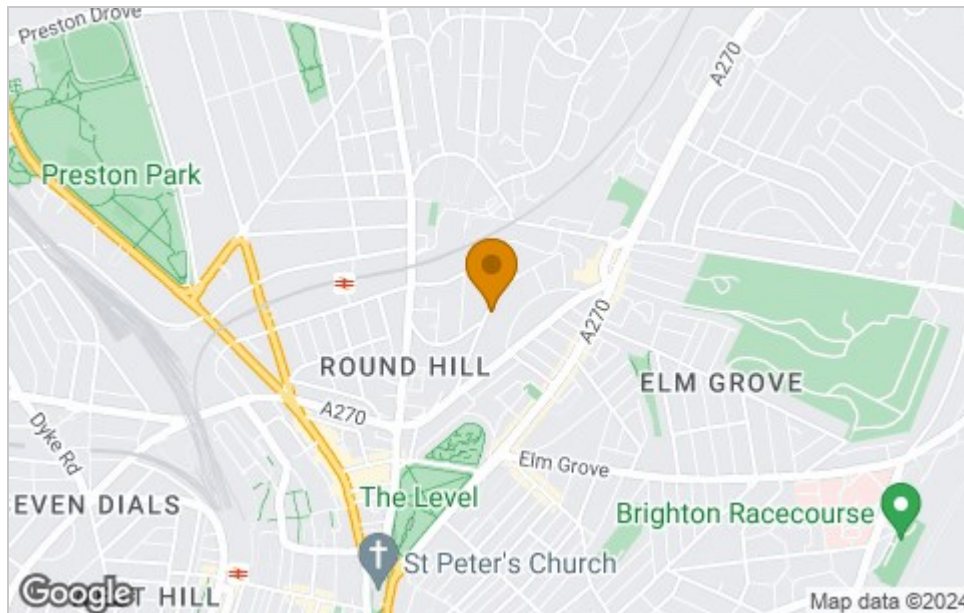 Preston Drove
A270
Preston Park
ROUND HILL
A270
ELM GROVE
A270
Dyke Rd
Elm Grove
EVEN DIALS
The Level
Brighton Racecourse
St Peter's Church
Google
ST HILL
Map data ©2024